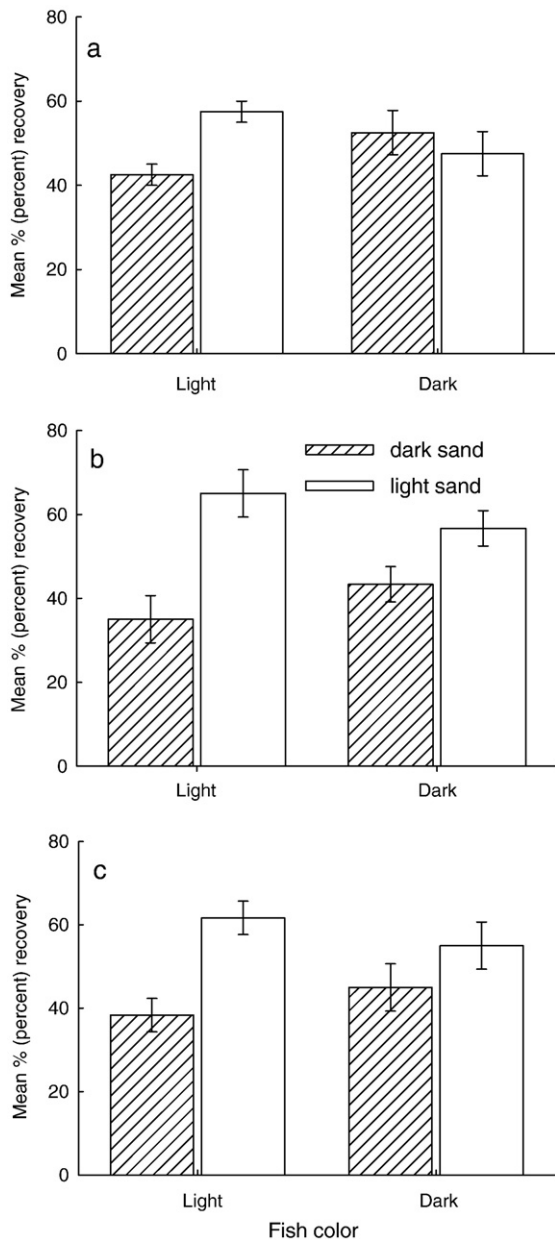 a
Mean % (percent) recovery
80
60
40
20
0
Light Dark
b
Mean % (percent) recovery
80
60
40
20
0
dark sand
light sand
Light Dark
c
Mean % (percent) recovery
80
60
40
20
0
Light Dark
Fish color